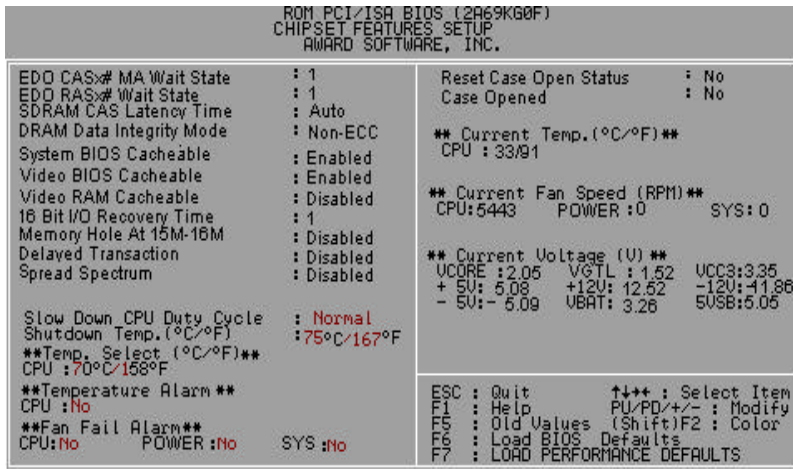 ROM PCI/ISA BIOS (2A69KG0F)
CHIPSET FEATURES SETUP
AWARD SOFTWARE, INC.
EDO CASx# MA Wait State : 1
EDO RASx# Wait State : 1
SDRAM CAS Latency Time : Auto
DRAM Data Integrity Mode : Non-ECC
System BIOS Cacheable : Enabled
Video BIOS Cacheable : Enabled
Video RAM Cacheable : Disabled
16 Bit I/O Recovery Time : 1
Memory Hole At 15M-16M : Disabled
Delayed Transaction : Disabled
Spread Spectrum : Disabled
Slow Down CPU Duty Cycle : Normal
Shutdown Temp.(°C/°F) :75°C/167°F
**Temp. Select (°C/°F)**
CPU :70°C/158°F
**Temperature Alarm **
CPU :No
**Fan Fail Alarm**
CPU:No POWER :No SYS :No
Reset Case Open Status : No
Case Opened : No
** Current Temp.(°C/°F)**
CPU : 33/91
** Current Fan Speed (RPM)**
CPU:5443 POWER :0 SYS: 0
** Current Voltage (V) **
VCORE :2.05 VGTL : 1.52 VCC3:3.35
+ 5V: 5.08 +12V: 12.52 -12V:-11.86
- 5V:- 5.09 VBAT: 3.26 5VSB:5.05
ESC : Quit ↑↓→← : Select Item
F1 : Help PU/PD/+/- : Modify
F5 : Old Values (Shift)F2 : Color
F6 : Load BIOS Defaults
F7 : LOAD PERFORMANCE DEFAULTS